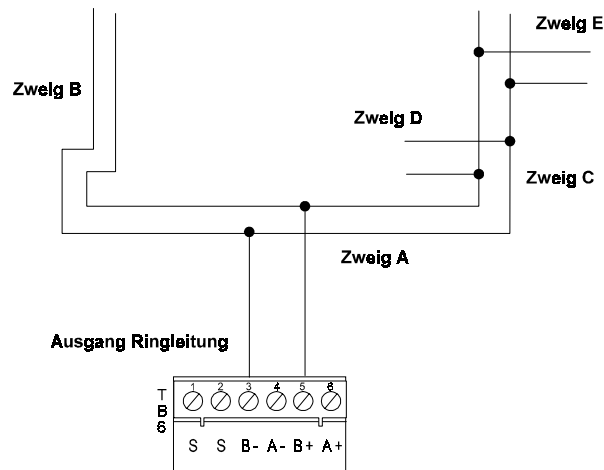 Zweig E
Zweig B
Zweig D
Zweig C
Zweig A
Ausgang Ringleitung
T
B
6
1 2 3 4 5 6
S S B- A- B+ A+